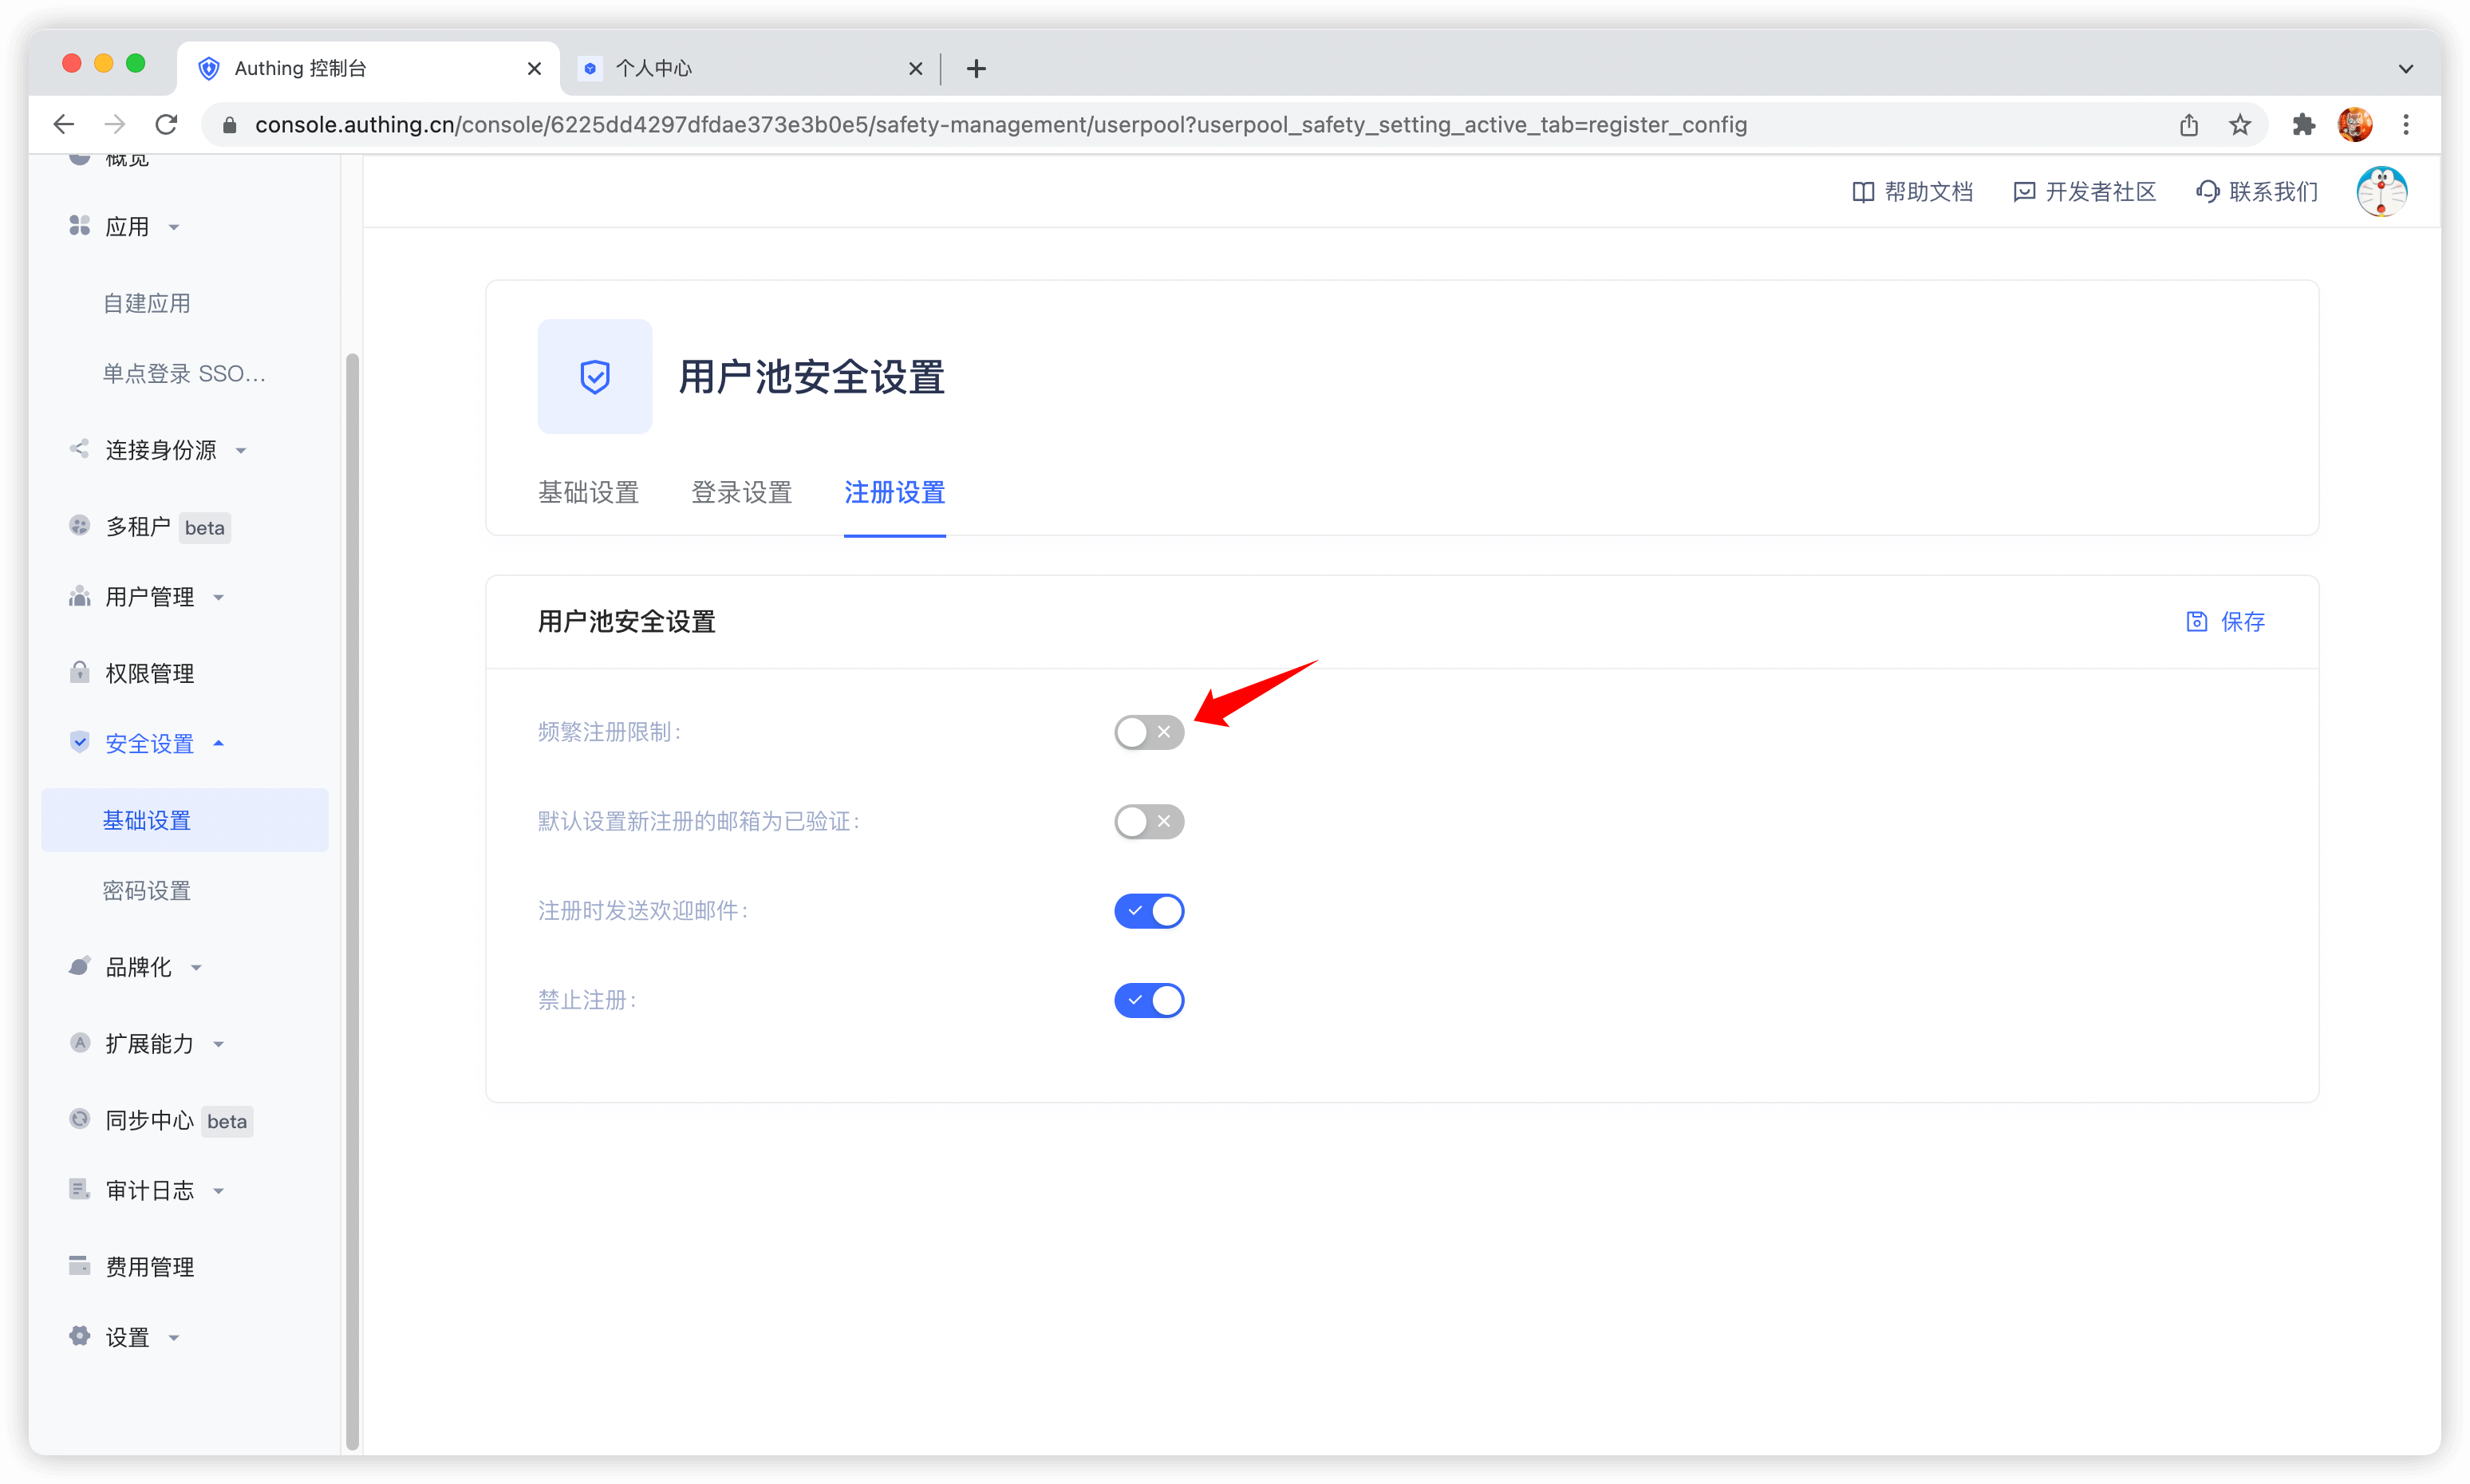 Authing 控制台
个人中心
console.authing.cn/console/6225dd4297dfdae373e3b0e5/safety-management/userpool?userpool_safety_setting_active_tab=register_config
概览
应用
自建应用
单点登录 SSO...
连接身份源
多租户 beta
用户管理
权限管理
安全设置
基础设置
密码设置
品牌化
扩展能力
同步中心 beta
审计日志
费用管理
设置
帮助文档
开发者社区
联系我们
用户池安全设置
基础设置
登录设置
注册设置
用户池安全设置
保存
频繁注册限制:
默认设置新注册的邮箱为已验证:
注册时发送欢迎邮件:
禁止注册: